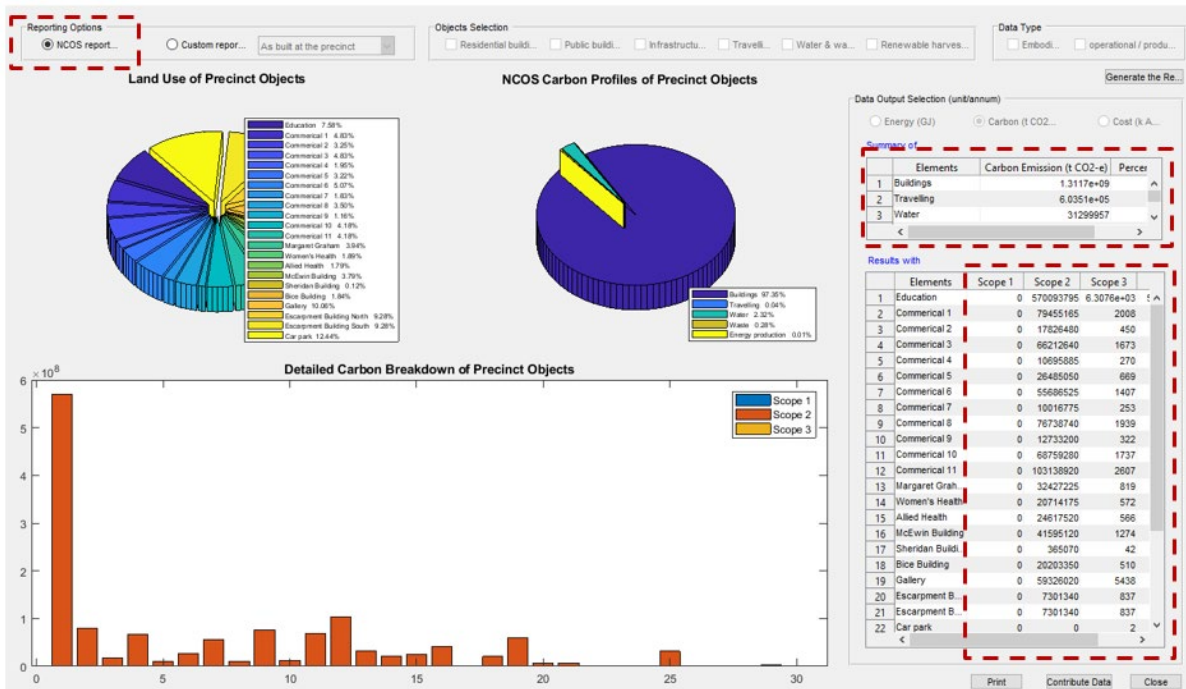 Reporting Options
NCOS report...
Custom repor...
As built at the precinct
Objects Selection
Residential buildi...
Public buildi...
Infrastructu...
Travelli...
Water & wa...
Renewable harves...
Data Type
Embodi...
operational / produ...
Land Use of Precinct Objects
Education 7.58%
Commerical 1 4.83%
Commerical 2 3.25%
Commerical 3 4.83%
Commerical 4 1.95%
Commerical 5 3.22%
Commerical 6 5.07%
Commerical 7 1.83%
Commerical 8 3.50%
Commerical 9 1.16%
Commerical 10 4.18%
Commerical 11 4.18%
Margaret Graham 3.94%
Women's Health 1.89%
Allied Health 1.79%
McEwin Building 3.79%
Sheridan Building 0.12%
Bice Building 1.84%
Gallery 10.06%
Escarpment Building North 9.28%
Escarpment Building South 9.28%
Car park 12.44%
NCOS Carbon Profiles of Precinct Objects
Buildings 97.35%
Travelling 0.04%
Water 2.32%
Waste 0.28%
Energy production 0.01%
Generate the Re...
Data Output Selection (unit/annum)
Energy (GJ)
Carbon (t CO2...
Cost (k A...
Summary of
Elements Carbon Emission (t CO2-e) Percer
1 Buildings 1.3117e+09
2 Travelling 6.0351e+05
3 Water 31299957
Results with
Elements Scope 1 Scope 2 Scope 3
1 Education 0 570093795 6.3076e+03
2 Commerical 1 0 79455165 2008
3 Commerical 2 0 17826480 450
4 Commerical 3 0 66212640 1673
5 Commerical 4 0 10695885 270
6 Commerical 5 0 26485050 669
7 Commerical 6 0 55686525 1407
8 Commerical 7 0 10016775 253
9 Commerical 8 0 76738740 1939
10 Commerical 9 0 12733200 322
11 Commerical 10 0 68759280 1737
12 Commerical 11 0 103138920 2607
13 Margaret Grah... 0 32427225 819
14 Women's Health 0 20714175 572
15 Allied Health 0 24617520 566
16 McEwin Building 0 41595120 1274
17 Sheridan Buildi... 0 365070 42
18 Bice Building 0 20203350 510
19 Gallery 0 59326020 5438
20 Escarpment B... 0 7301340 837
21 Escarpment B... 0 7301340 837
22 Car park 0 0 2
Detailed Carbon Breakdown of Precinct Objects
× 10^8
6
5
4
3
2
1
0
0 5 10 15 20 25 30
Scope 1
Scope 2
Scope 3
Print
Contribute Data
Close